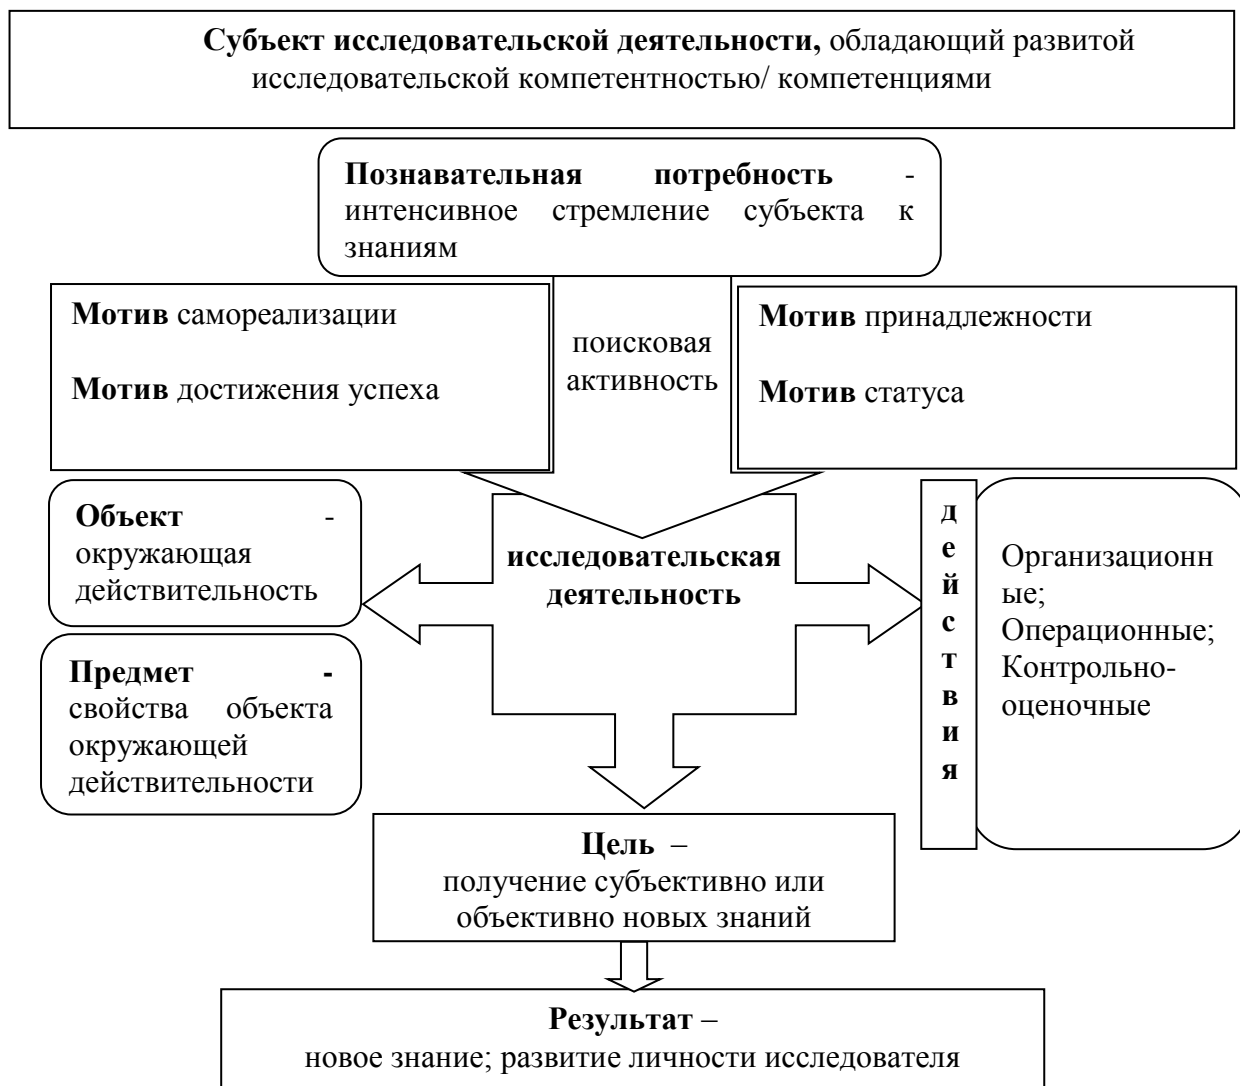 Субъект исследовательской деятельности, обладающий развитой
исследовательской компетентностью/ компетенциями
Познавательная потребность -
интенсивное стремление субъекта к
знаниям
Мотив самореализации
Мотив достижения успеха
поисковая
активность
Мотив принадлежности
Мотив статуса
Объект -
окружающая
действительность
Предмет -
свойства объекта
окружающей
действительности
исследовательская
деятельность
д
е
й
с
т
в
и
я
Организационн
ые;
Операционные;
Контрольно-
оценочные
Цель –
получение субъективно или
объективно новых знаний
Результат –
новое знание; развитие личности исследователя